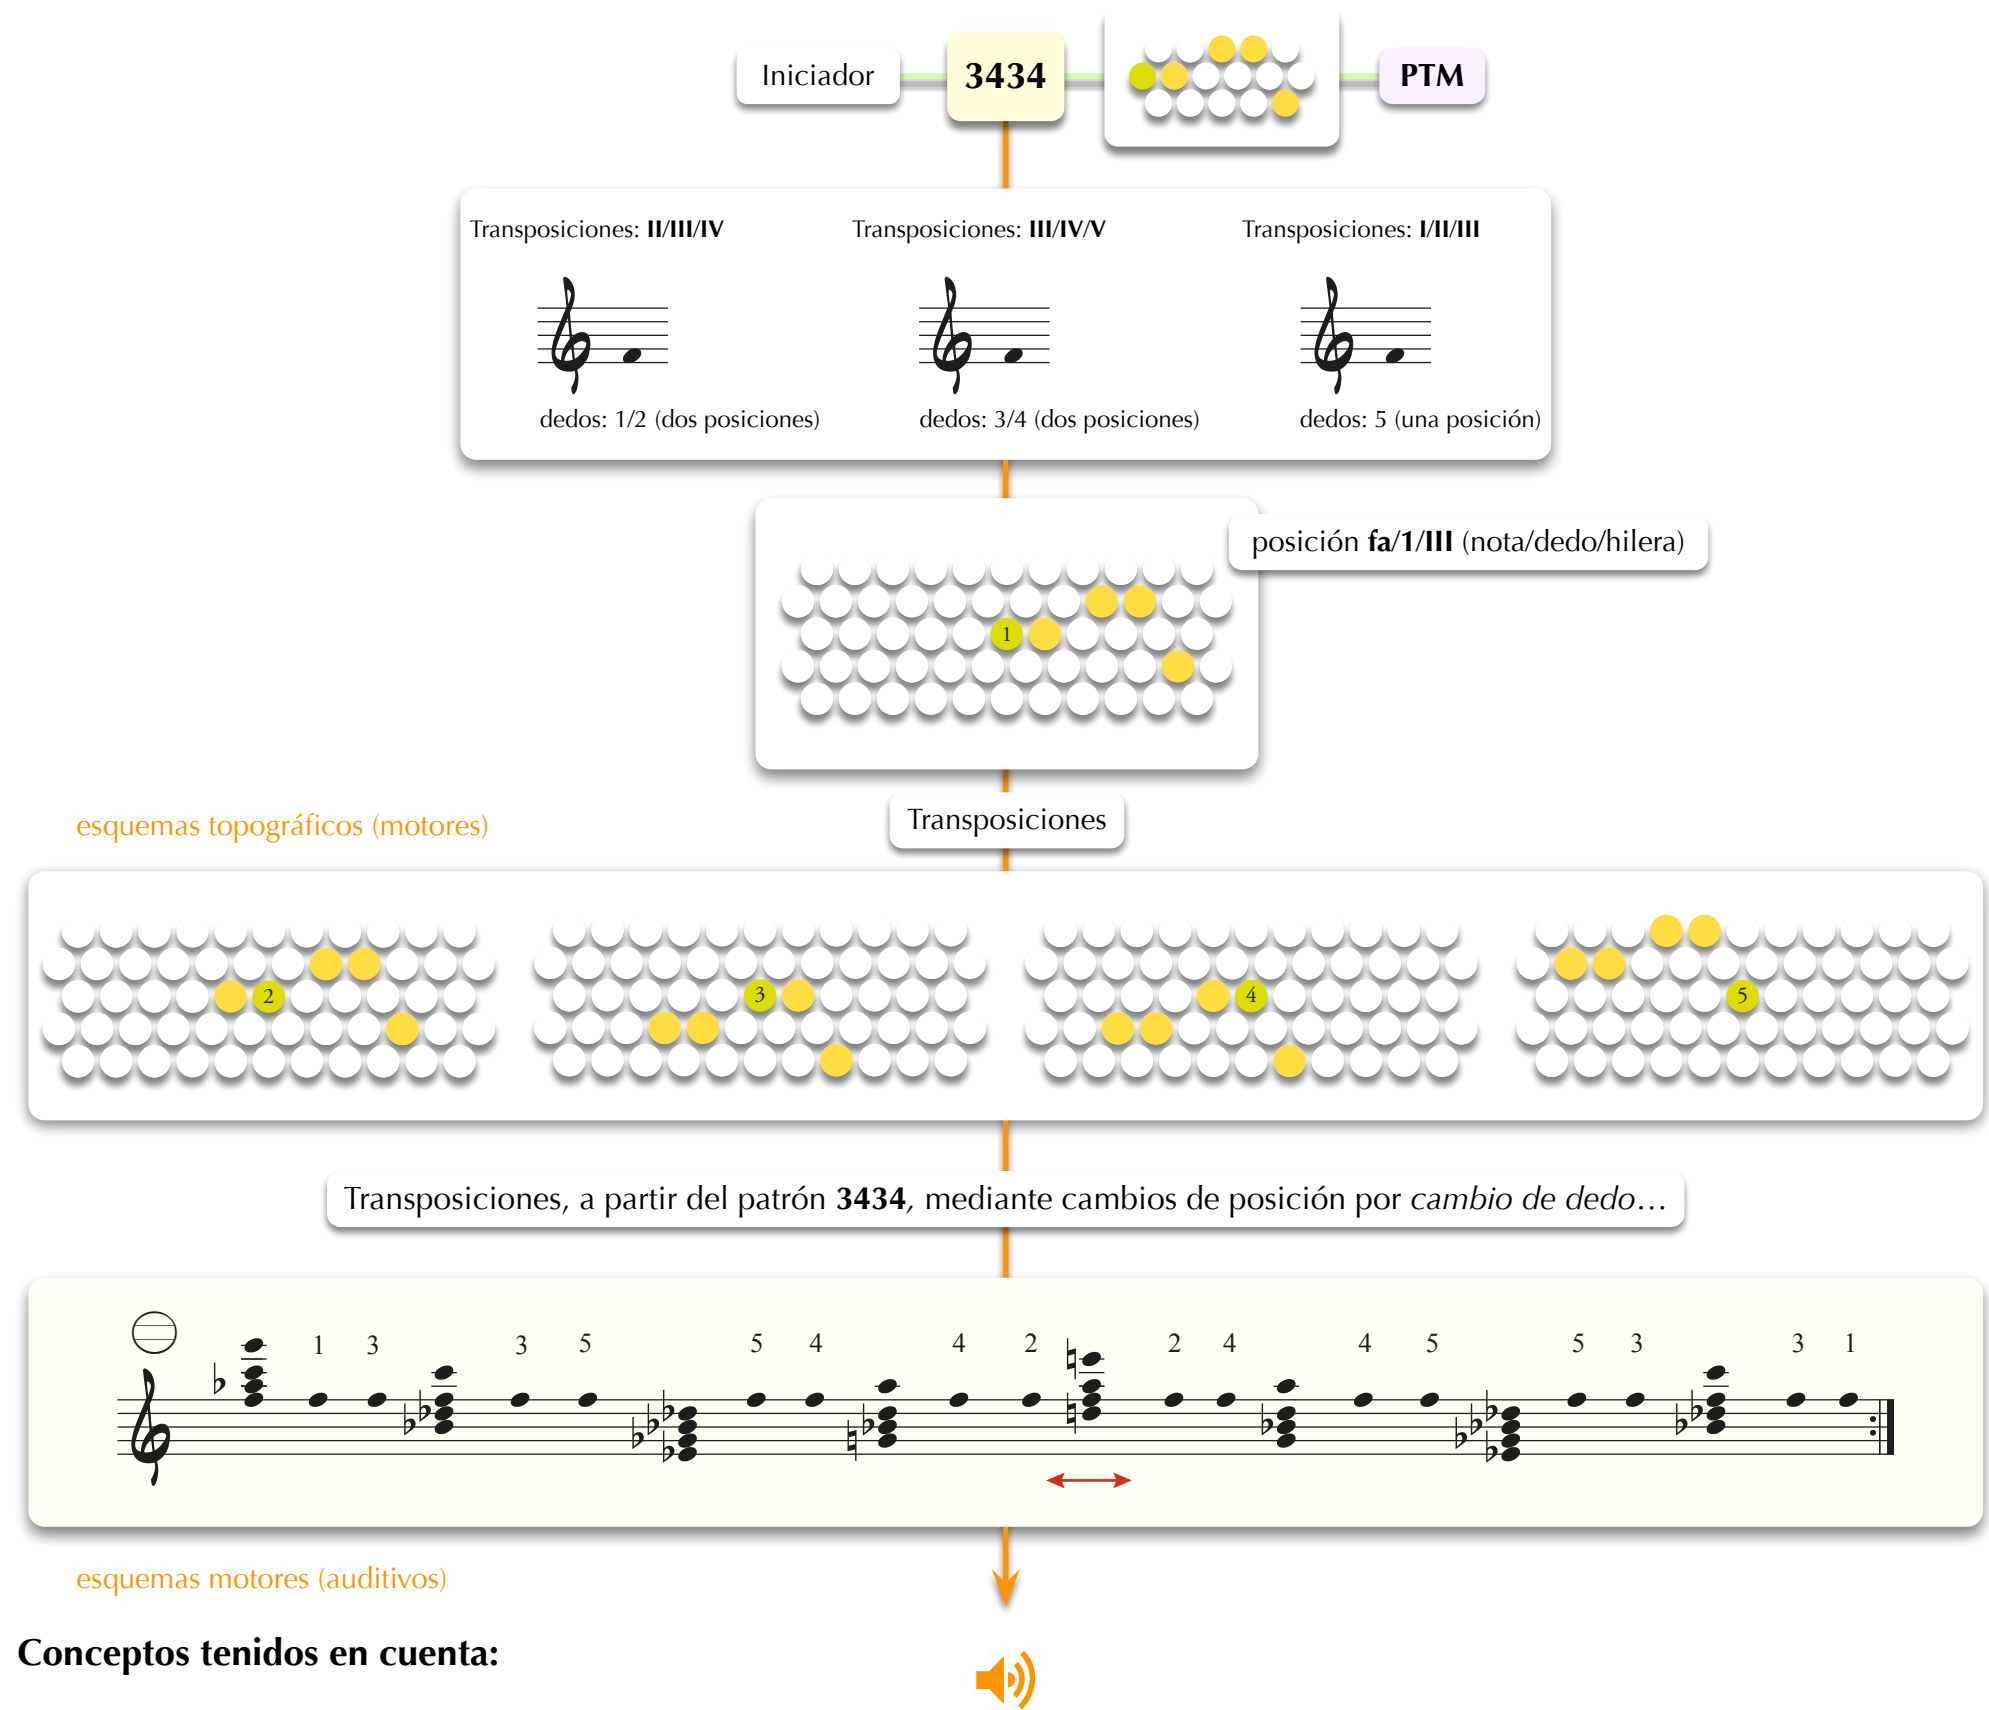 Iniciador
3434
PTM
Transposiciones: II/III/IV
Transposiciones: III/IV/V
Transposiciones: I/II/III
dedos: 1/2 (dos posiciones)
dedos: 3/4 (dos posiciones)
dedos: 5 (una posición)
posición fa/1/III (nota/dedo/hilera)
1
Transposiciones
esquemas topográficos (motores)
2
3
4
5
Transposiciones, a partir del patrón 3434, mediante cambios de posición por cambio de dedo...
1 3 3 5 5 4 4 2 2 4 4 5 5 3 3 1
esquemas motores (auditivos)
Conceptos tenidos en cuenta: